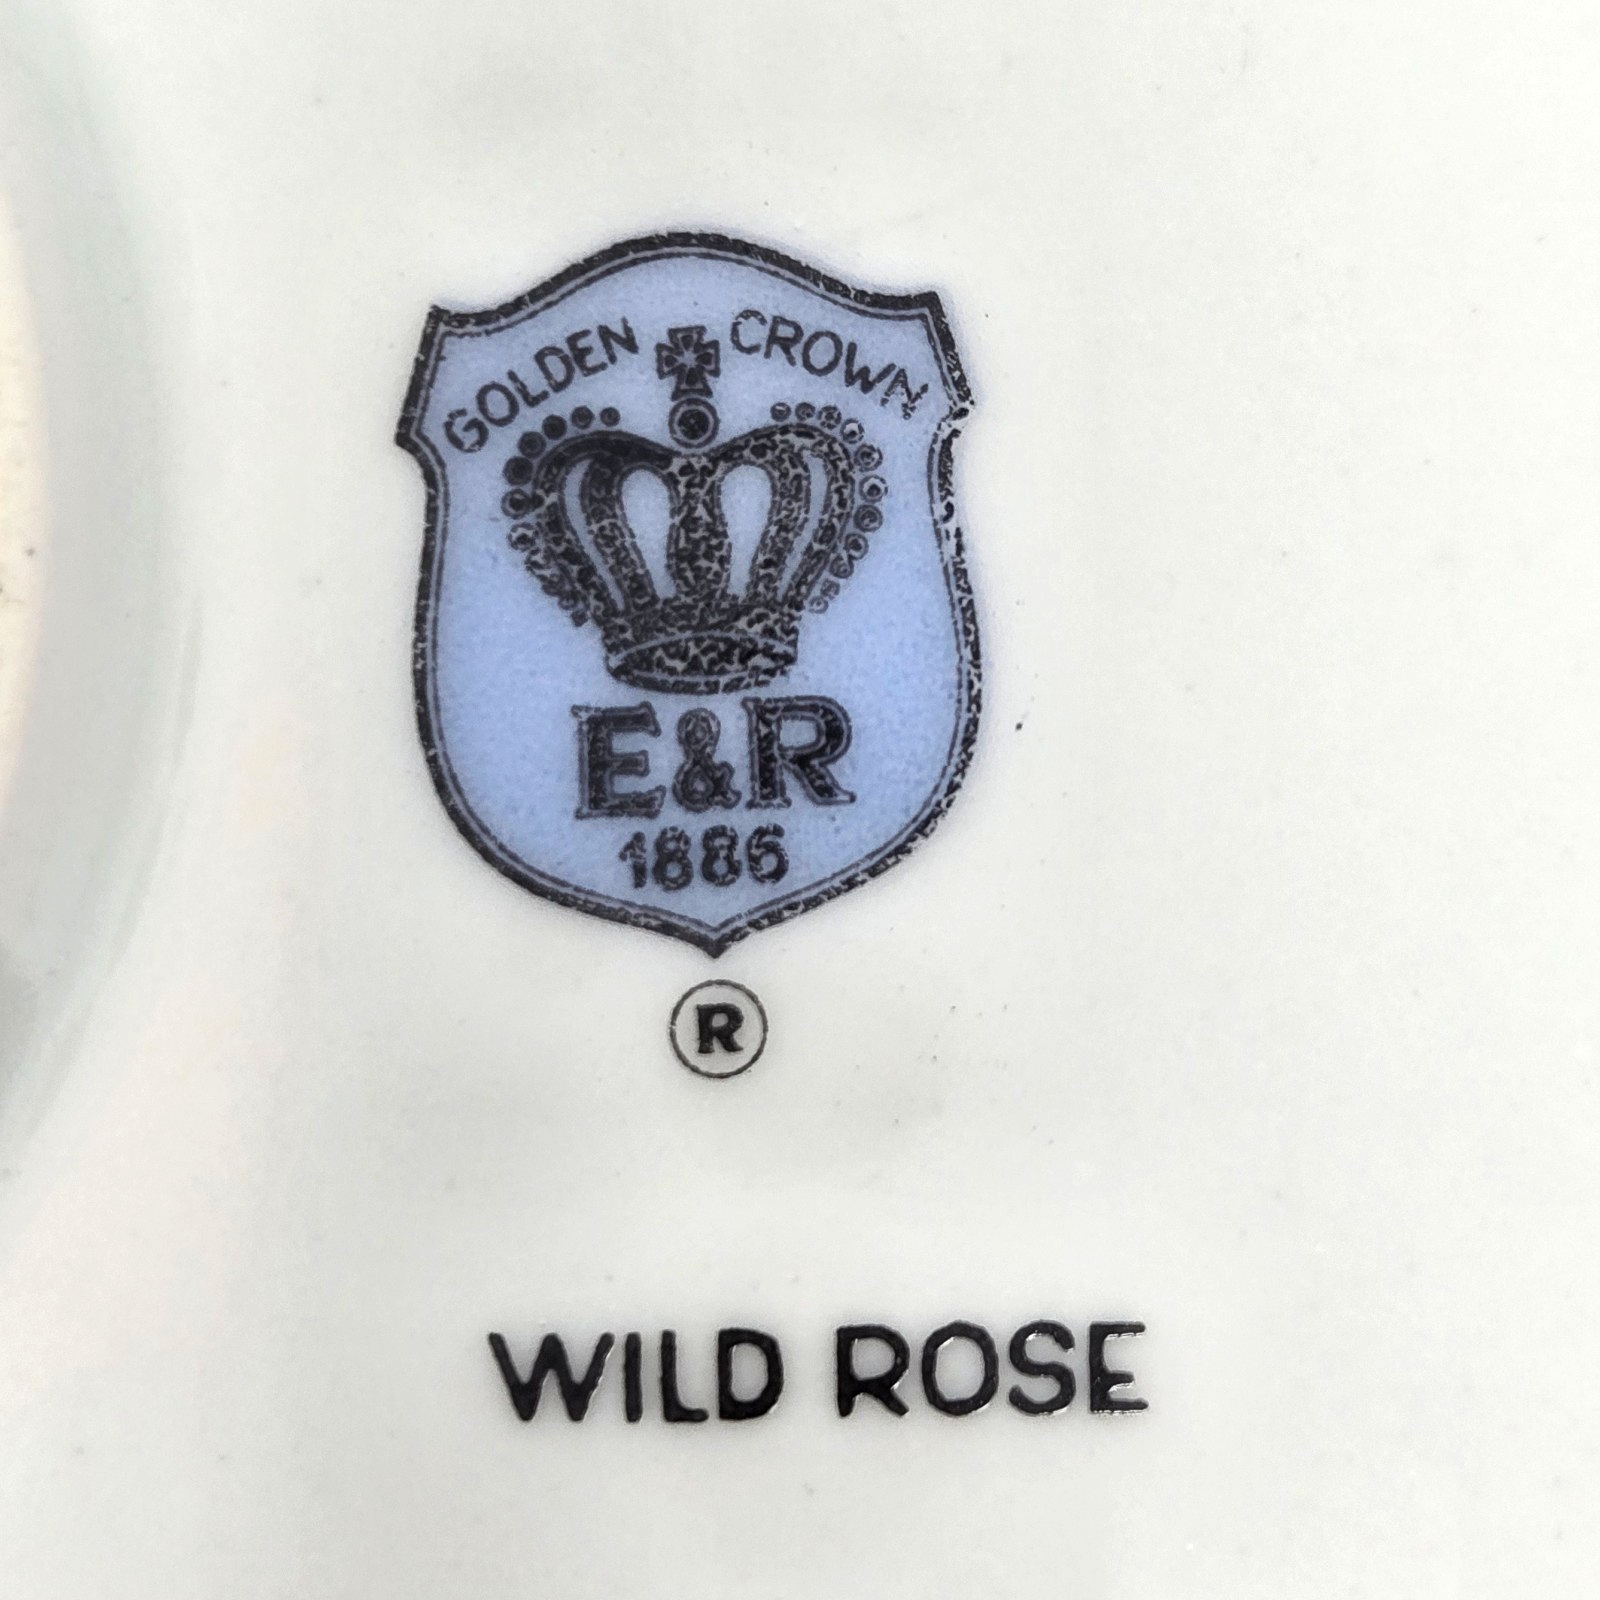 GOLDEN CROWN
E&R
1886
®
WILD ROSE